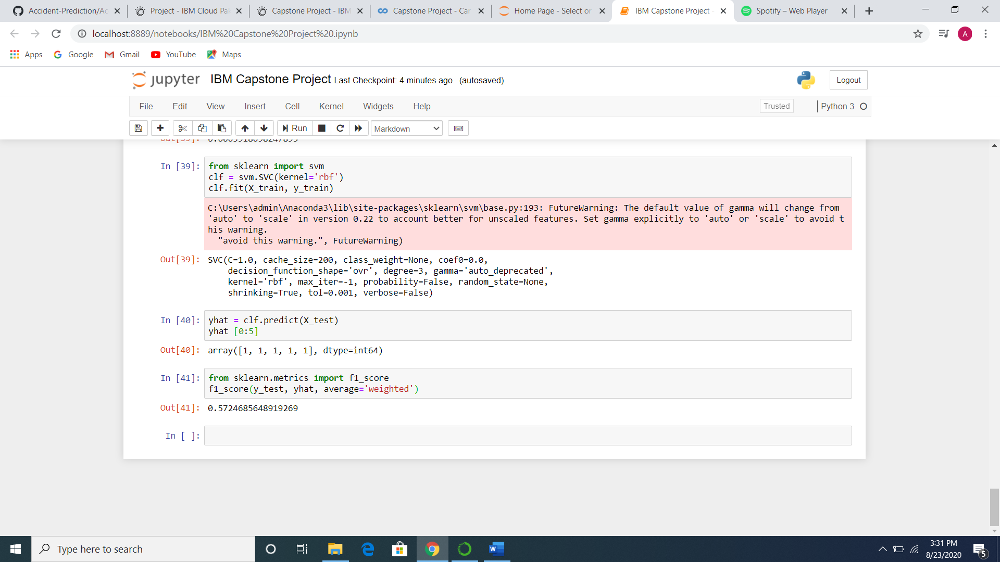 Accident-Prediction/Ac
Project - IBM Cloud Pak
Capstone Project - IBM
Capstone Project - Car
Home Page - Select or
IBM Capstone Project -
Spotify – Web Player
localhost:8889/notebooks/IBM%20Capstone%20Project%20.ipynb
A
Apps
Google
Gmail
YouTube
Maps
jupyter
IBM Capstone Project Last Checkpoint: 4 minutes ago (autosaved)
Logout
File Edit View Insert Cell Kernel Widgets Help
Trusted
Python 3
Run
Markdown
In [39]:
from sklearn import svm
clf = svm.SVC(kernel='rbf')
clf.fit(X_train, y_train)
C:\Users\admin\Anaconda3\lib\site-packages\sklearn\svm\base.py:193: FutureWarning: The default value of gamma will change from
'auto' to 'scale' in version 0.22 to account better for unscaled features. Set gamma explicitly to 'auto' or 'scale' to avoid t
his warning.
"avoid this warning.", FutureWarning)
Out[39]:
SVC(C=1.0, cache_size=200, class_weight=None, coef0=0.0,
decision_function_shape='ovr', degree=3, gamma='auto_deprecated',
kernel='rbf', max_iter=-1, probability=False, random_state=None,
shrinking=True, tol=0.001, verbose=False)
In [40]:
yhat = clf.predict(X_test)
yhat [0:5]
Out[40]:
array([1, 1, 1, 1, 1], dtype=int64)
In [41]:
from sklearn.metrics import f1_score
f1_score(y_test, yhat, average='weighted')
Out[41]:
0.5724685648919269
In [ ]:
Type here to search
3:31 PM
8/23/2020
5